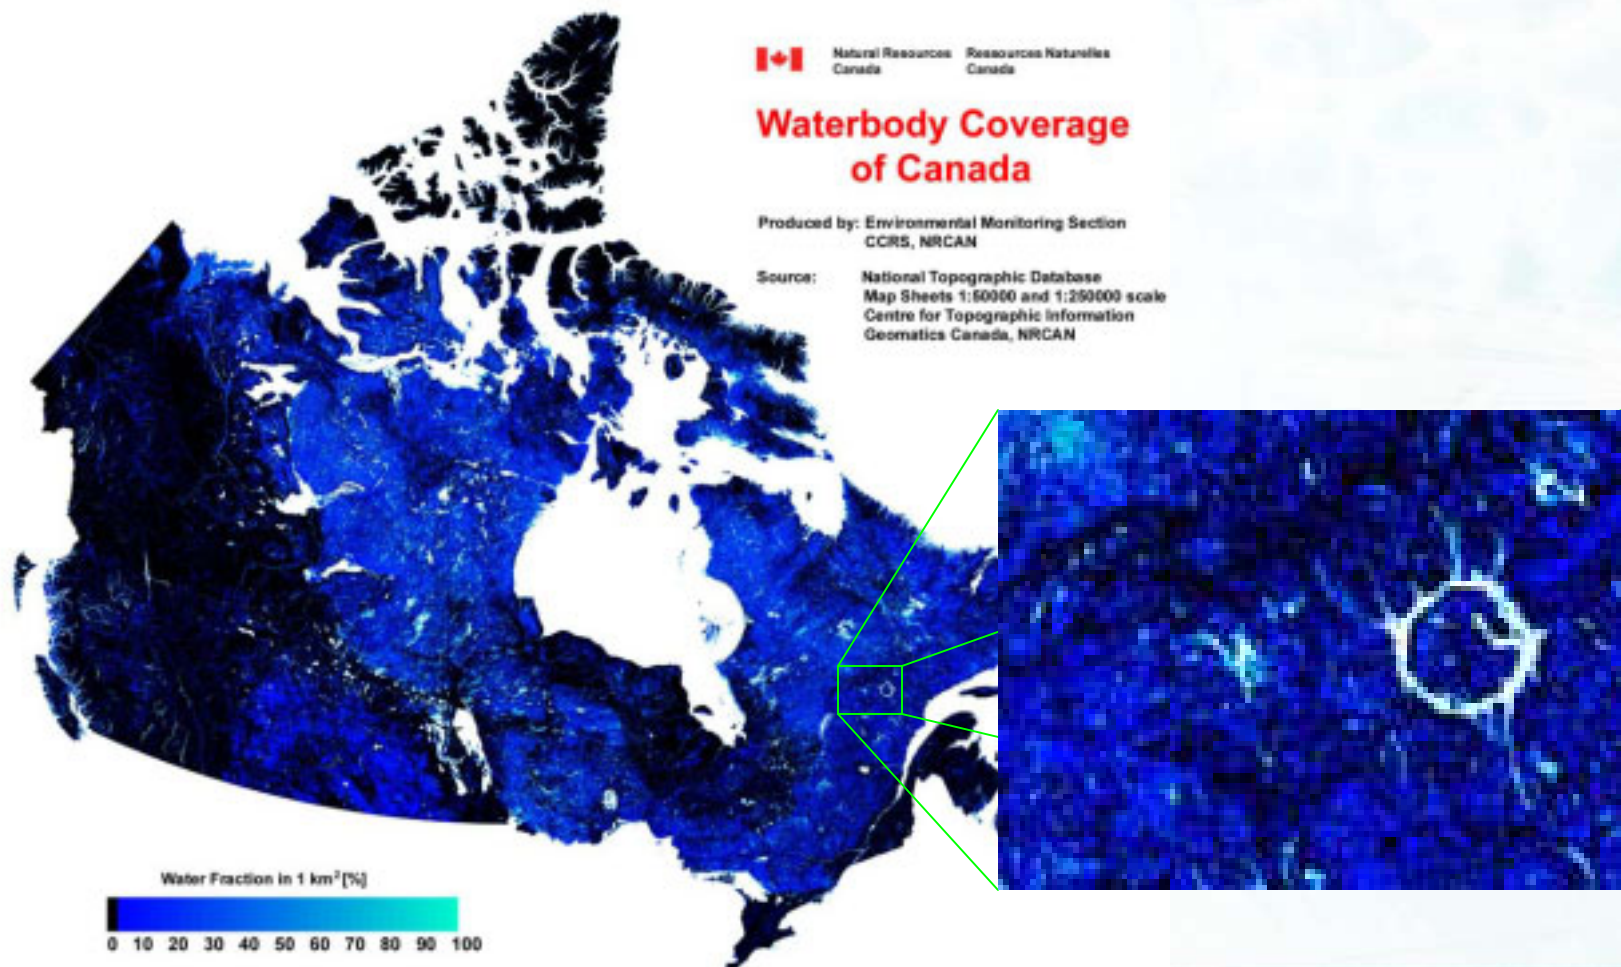 Natural Resources Ressources Naturelles
Canada Canada
Waterbody Coverage
of Canada
Produced by: Environmental Monitoring Section
CCRS, NRCAN
Source: National Topographic Database
Map Sheets 1:50000 and 1:250000 scale
Centre for Topographic Information
Geomatics Canada, NRCAN
Water Fraction in 1 km² [%]
0 10 20 30 40 50 60 70 80 90 100